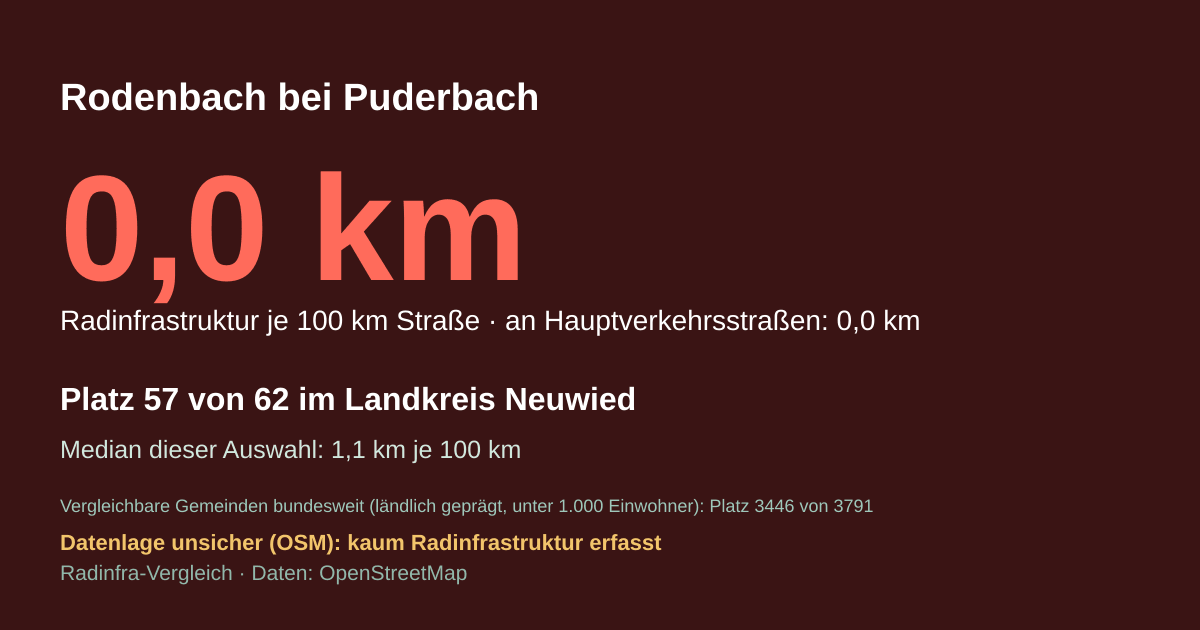 Rodenbach bei Puderbach
0,0 km
Radinfrastruktur je 100 km Straße · an Hauptverkehrsstraßen: 0,0 km
Platz 57 von 62 im Landkreis Neuwied
Median dieser Auswahl: 1,1 km je 100 km
Vergleichbare Gemeinden bundesweit (ländlich geprägt, unter 1.000 Einwohner): Platz 3446 von 3791
Datenlage unsicher (OSM): kaum Radinfrastruktur erfasst
Radinfra-Vergleich · Daten: OpenStreetMap